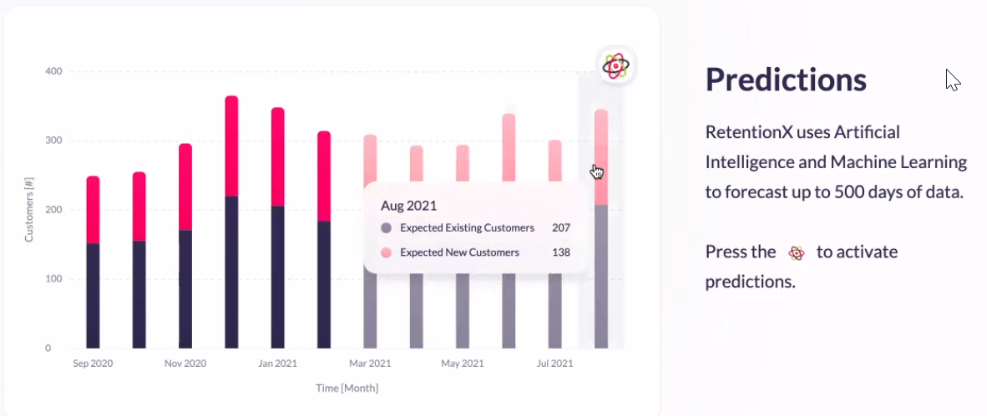 400
300
200
100
0
Customers [#]
Sep 2020
Nov 2020
Jan 2021
Mar 2021
May 2021
Jul 2021
Time [Month]
Aug 2021
Expected Existing Customers 207
Expected New Customers 138
Predictions
RetentionX uses Artificial
Intelligence and Machine Learning
to forecast up to 500 days of data.
Press the to activate
predictions.